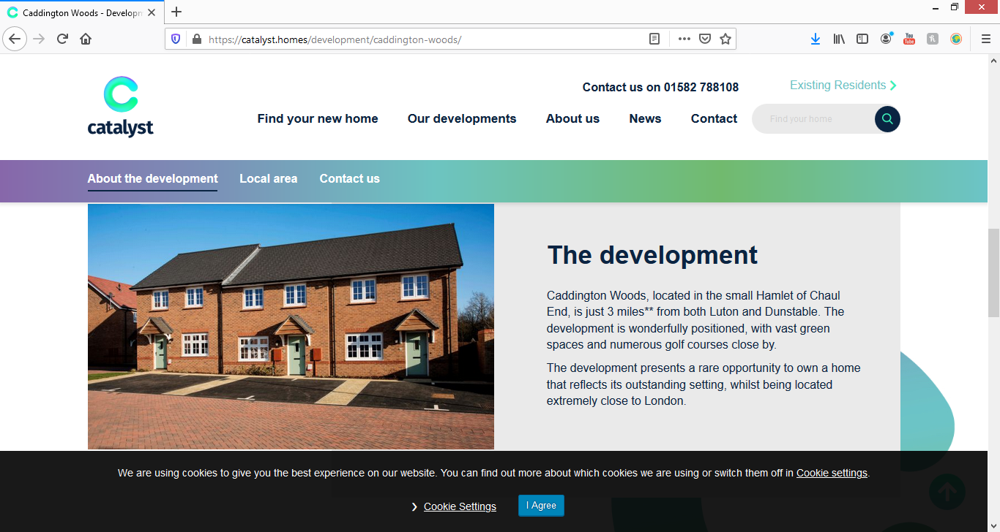 Caddington Woods - Developm
https://catalyst.homes/development/caddington-woods/
You
Tube
catalyst
Contact us on 01582 788108
Existing Residents
Find your new home
Our developments
About us
News
Contact
Find your home
About the development
Local area
Contact us
The development
Caddington Woods, located in the small Hamlet of Chaul
End, is just 3 miles** from both Luton and Dunstable. The
development is wonderfully positioned, with vast green
spaces and numerous golf courses close by.
The development presents a rare opportunity to own a home
that reflects its outstanding setting, whilst being located
extremely close to London.
We are using cookies to give you the best experience on our website. You can find out more about which cookies we are using or switch them off in Cookie settings.
Cookie Settings
I Agree